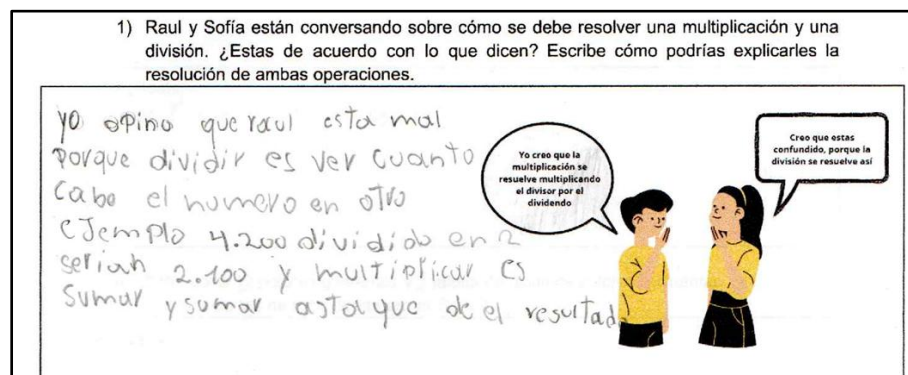 1) Raul y Sofía están conversando sobre cómo se debe resolver una multiplicación y una
división. ¿Estas de acuerdo con lo que dicen? Escribe cómo podrías explicarles la
resolución de ambas operaciones.
yo opino que raul esta mal
porque dividir es ver cuanto
cabe el numero en otro
eJemplo 4.200 dividido en 2
seriah 2.100 y multiplicar es
sumar y sumar asta que de el resultado
Yo creo que la
multiplicación se
resuelve multiplicando
el divisor por el
dividendo
Creo que estas
confundido, porque la
división se resuelve así